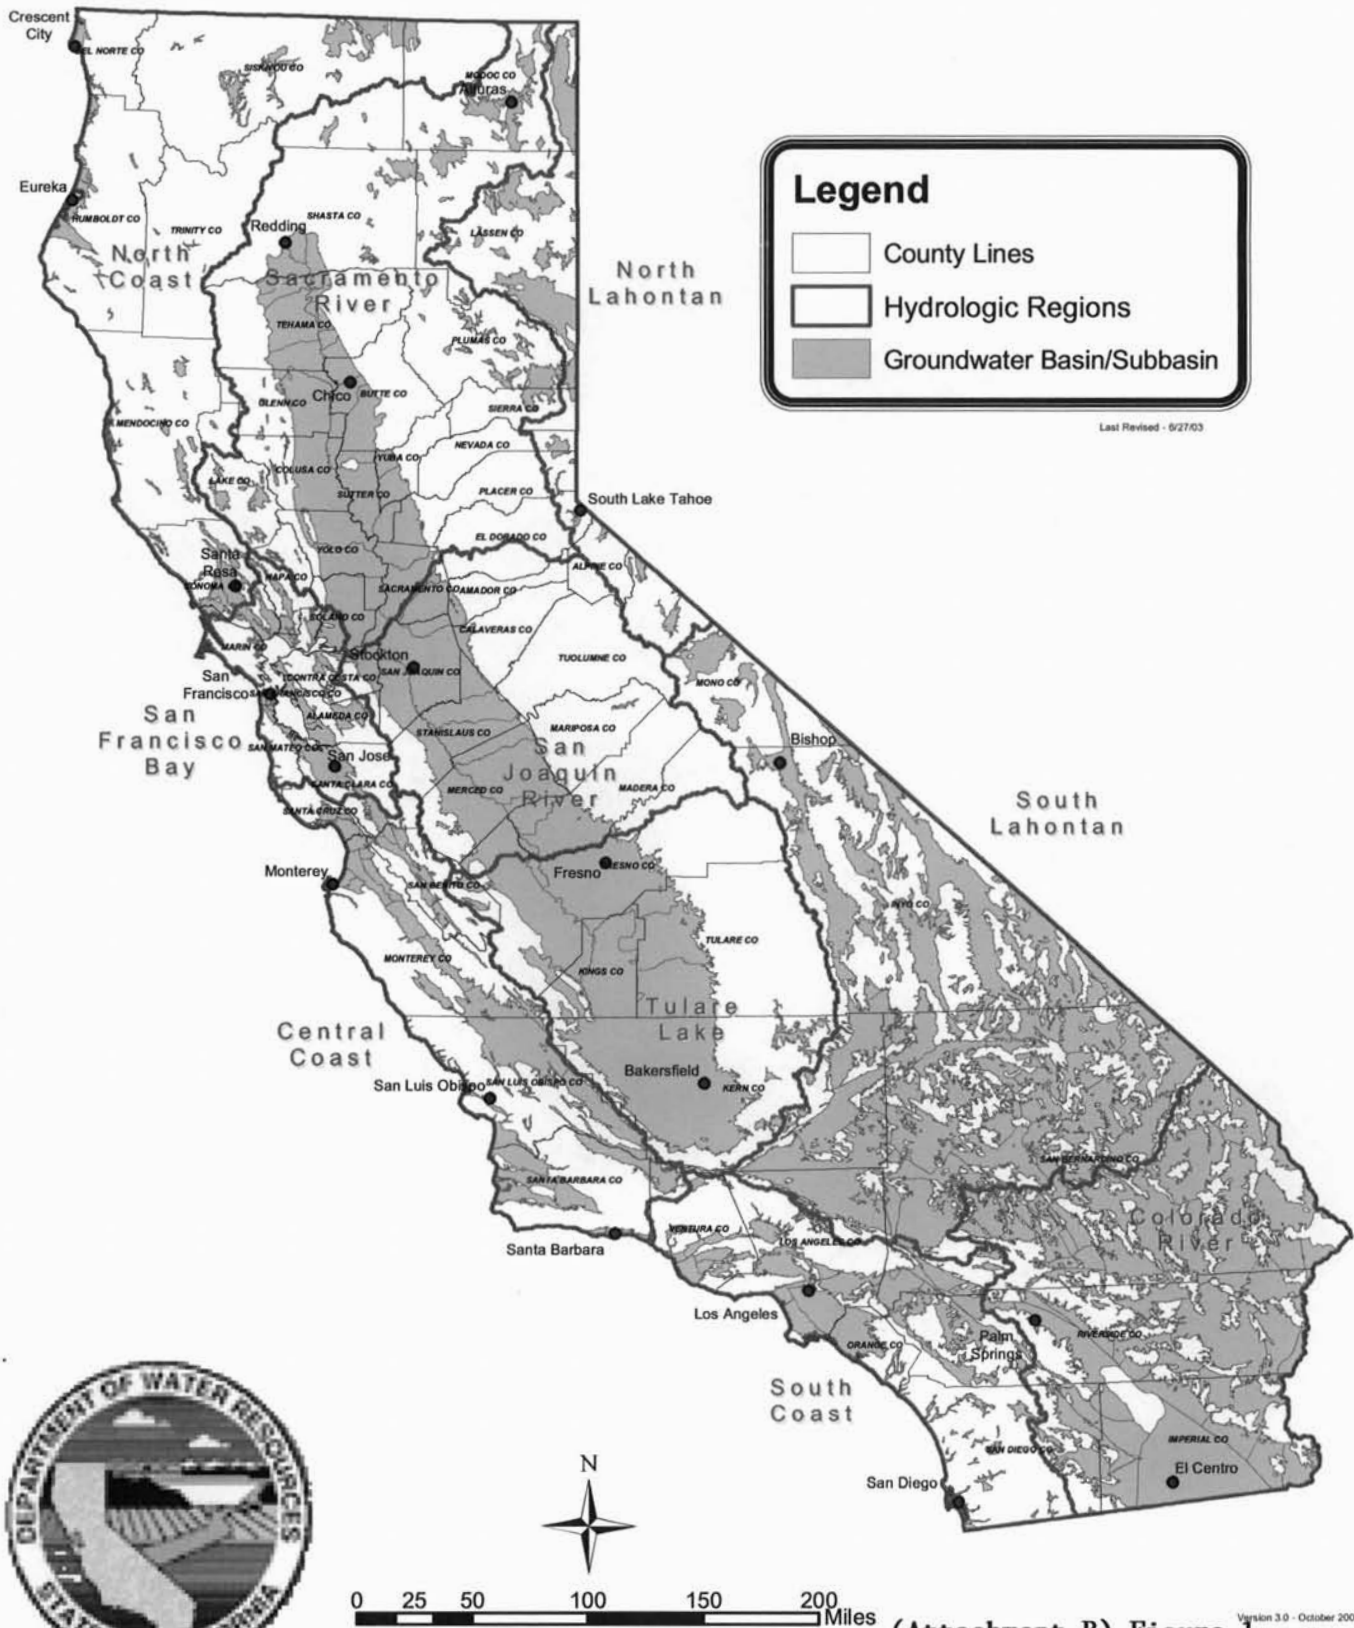 Crescent
City
EL NORTE CO
SISKIYOU CO
MODOC CO
Alturas
Eureka
HUMBOLDT CO
TRINITY CO
Redding
SHASTA CO
LASSEN CO
North
Coast
Sacramento
River
North
Lahontan
Legend
County Lines
Hydrologic Regions
Groundwater Basin/Subbasin
Last Revised - 6/27/03
TEHAMA CO
PLUMAS CO
Chico
BUTTE CO
GLENN CO
SIERRA CO
MENDOCINO CO
NEVADA CO
YUBA CO
COLUSA CO
LAKE CO
SUTTER CO
PLACER CO
South Lake Tahoe
EL DORADO CO
YOLO CO
Santa
Rosa
SONOMA
NAPA CO
ALPINE CO
SACRAMENTO CO
AMADOR CO
SOLANO CO
CALAVERAS CO
MARIN CO
Stockton
SAN JOAQUIN CO
TUOLUMNE CO
CONTRA COSTA CO
San
Francisco
SAN FRANCISCO CO
MONO CO
San
Francisco
Bay
ALAMEDA CO
STANISLAUS CO
MARIPOSA CO
SAN MATEO CO
San Jose
Bishop
San
Joaquin
River
SANTA CLARA CO
MERCED CO
MADERA CO
SANTA CRUZ CO
South
Lahontan
Monterey
Fresno
RESNO CO
SAN BENITO CO
INYO CO
TULARE CO
MONTEREY CO
KINGS CO
Tulare
Lake
Central
Coast
San Luis Obispo
SAN LUIS OBISPO CO
Bakersfield
KERN CO
SAN BERNARDINO CO
SANTA BARBARA CO
Colorado
River
Santa Barbara
VENTURA CO
LOS ANGELES CO
Los Angeles
Palm
Springs
RIVERSIDE CO
ORANGE CO
South
Coast
IMPERIAL CO
SAN DIEGO CO
San Diego
El Centro
DEPARTMENT OF WATER RESOURCES
N
0 25 50 100 150 200
Miles
(Attachment B) Figure 1
Version 3.0 - October 200